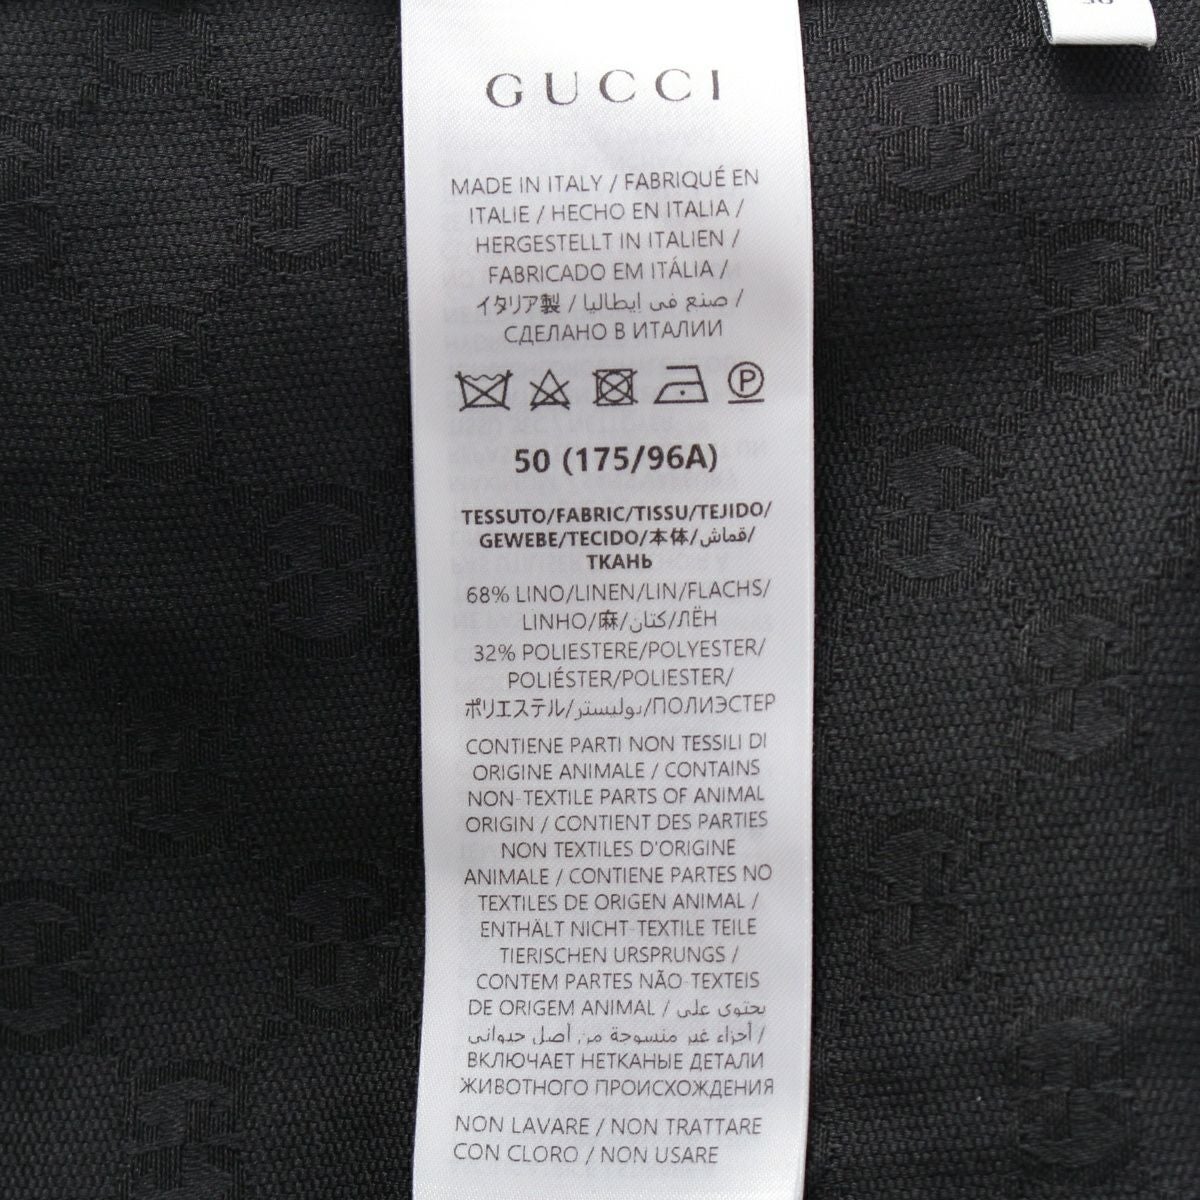 GUCCI
MADE IN ITALY / FABRIQUÉ EN
ITALIE / HECHO EN ITALIA /
HERGESTELLT IN ITALIEN /
FABRICADO EM ITÁLIA /
イタリア製 / صنع في إيطاليا /
СДЕЛАНО В ИТАЛИИ
P
50 (175/96A)
TESSUTO/FABRIC/TISSU/TEJIDO/
GEWEBE/TECIDO/本体/قماش/
ТКАНЬ
68% LINO/LINEN/LIN/FLACHS/
LINHO/麻/كتان/ЛЁН
32% POLIESTERE/POLYESTER/
POLIÉSTER/POLIESTER/
ポリエステル/بوليستر/ПОЛИЭСТЕР
CONTIENE PARTI NON TESSILI DI
ORIGINE ANIMALE / CONTAINS
NON-TEXTILE PARTS OF ANIMAL
ORIGIN / CONTIENT DES PARTIES
NON TEXTILES D'ORIGINE
ANIMALE / CONTIENE PARTES NO
TEXTILES DE ORIGEN ANIMAL /
ENTHÄLT NICHT-TEXTILE TEILE
TIERISCHEN URSPRUNGS /
CONTEM PARTES NÃO-TEXTEIS
DE ORIGEM ANIMAL / يحتوي على
أجزاء غير منسوجة من أصل حيواني /
ВКЛЮЧАЕТ НЕТКАНЫЕ ДЕТАЛИ
ЖИВОТНОГО ПРОИСХОЖДЕНИЯ
NON LAVARE / NON TRATTARE
CON CLORO / NON USARE